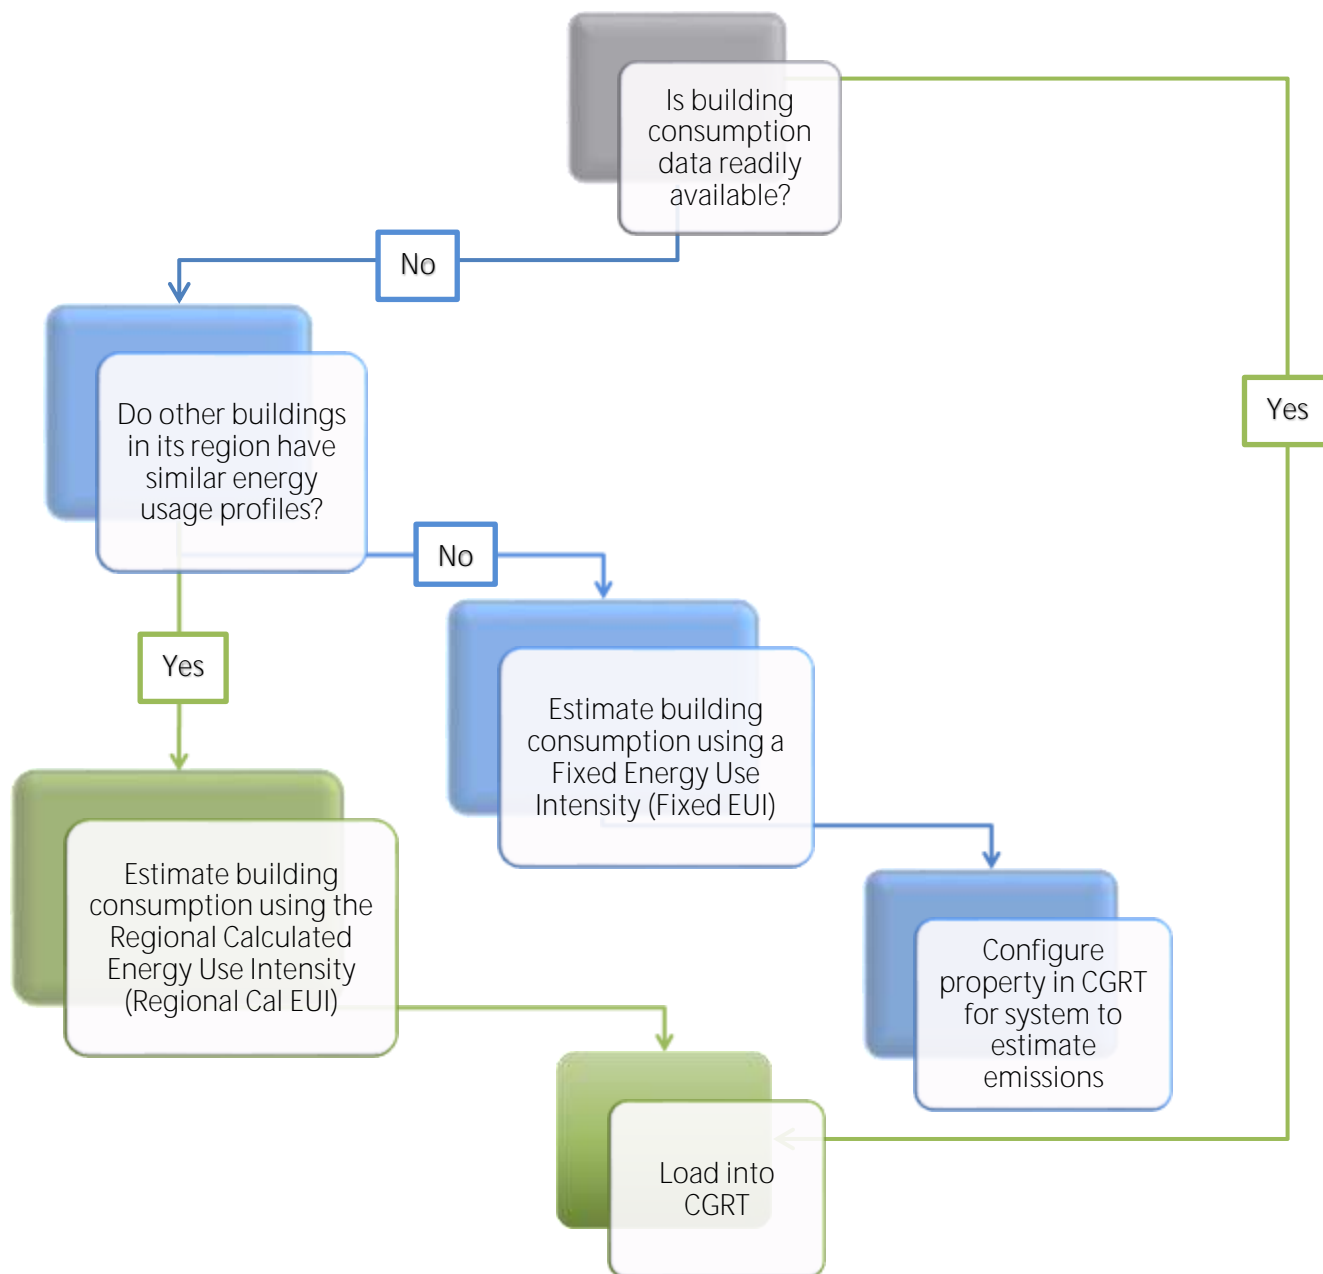 Is building
consumption
data readily
available?
No
Yes
Do other buildings
in its region have
similar energy
usage profiles?
No
Yes
Estimate building
consumption using a
Fixed Energy Use
Intensity (Fixed EUI)
Estimate building
consumption using the
Regional Calculated
Energy Use Intensity
(Regional Cal EUI)
Configure
property in CGRT
for system to
estimate
emissions
Load into
CGRT